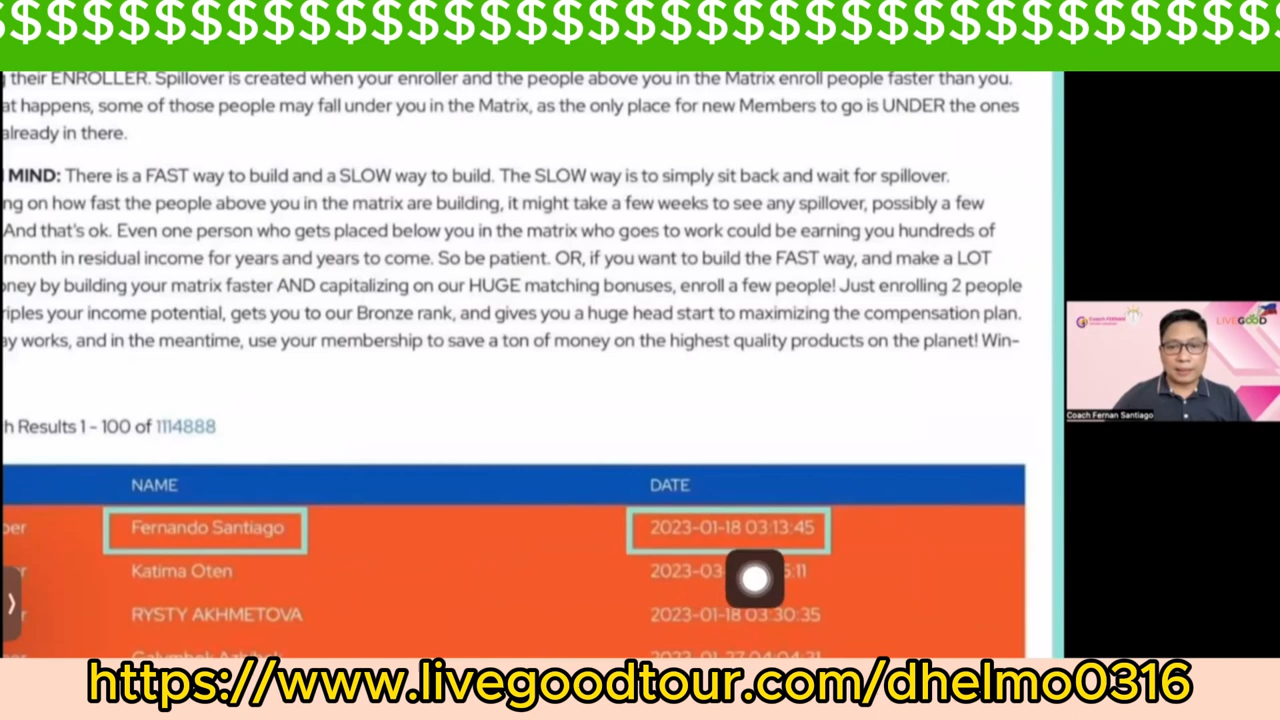 $$$$$$$$$$$$$$$$$$$$$$$$$$$$$$$$$$$$$$$$$$$
their ENROLLER. Spillover is created when your enroller and the people above you in the Matrix enroll people faster than you.
at happens, some of those people may fall under you in the Matrix, as the only place for new Members to go is UNDER the ones
already in there.
MIND: There is a FAST way to build and a SLOW way to build. The SLOW way is to simply sit back and wait for spillover.
ng on how fast the people above you in the matrix are building, it might take a few weeks to see any spillover, possibly a few
And that's ok. Even one person who gets placed below you in the matrix who goes to work could be earning you hundreds of
month in residual income for years and years to come. So be patient. OR, if you want to build the FAST way, and make a LOT
oney by building your matrix faster AND capitalizing on our HUGE matching bonuses, enroll a few people! Just enrolling 2 people
riples your income potential, gets you to our Bronze rank, and gives you a huge head start to maximizing the compensation plan.
ay works, and in the meantime, use your membership to save a ton of money on the highest quality products on the planet! Win-
Coach FERNAN
LIVEGOOD
Coach Fernan Santiago
h Results 1 - 100 of 1114888
NAME DATE
ber Fernando Santiago 2023-01-18 03:13:45
r Katima Oten 2023-03 5:11
r RYSTY AKHMETOVA 2023-01-18 03:30:35
https://www.livegoodtour.com/dhelmo0316